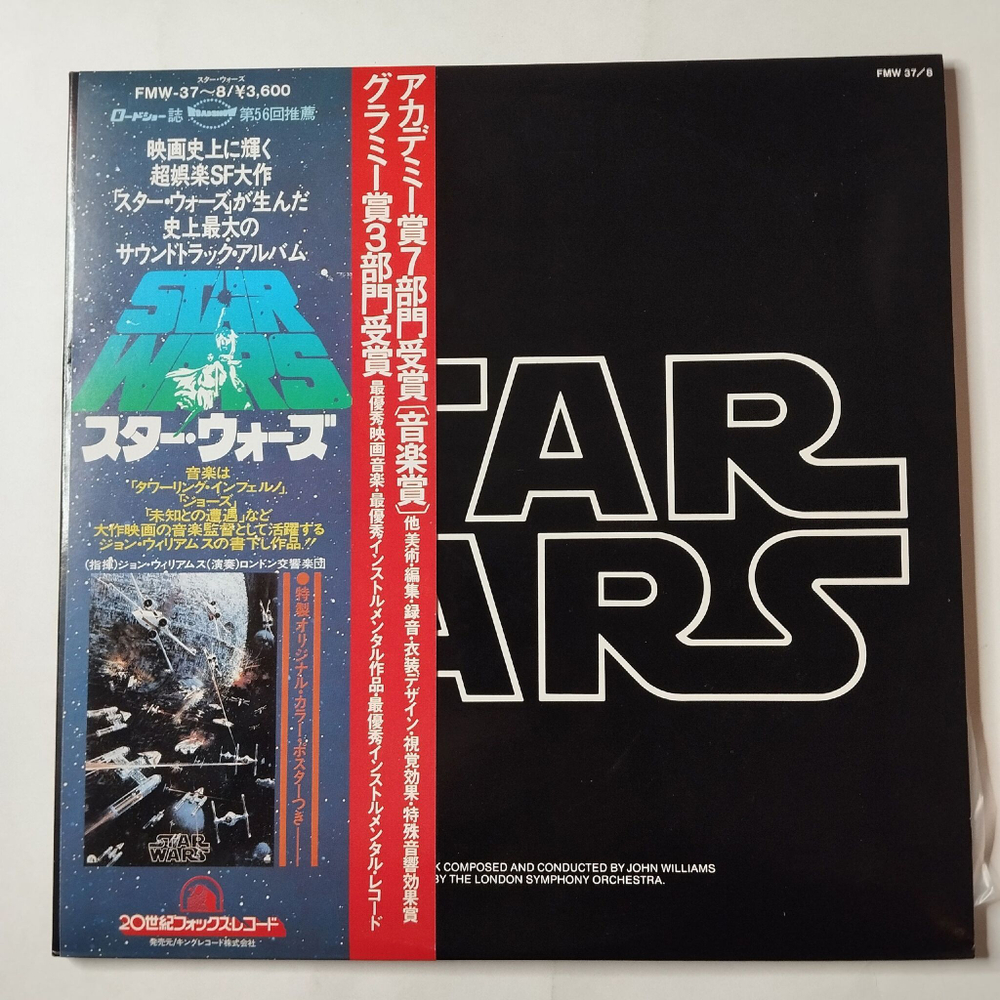 スター・ウォーズ
FMW-37～8/¥3,600
ロードショー誌 ROADSHOW 第56回推薦
映画史上に輝く
超娯楽SF大作
「スター・ウォーズ」が生んだ
史上最大の
サウンドトラック・アルバム
STAR
WARS
スター・ウォーズ
音楽は
「タワーリング・インフェルノ」
「ジョーズ」
「未知との遭遇」など
大作映画の音楽監督として活躍する
ジョン・ウィリアムスの書下し作品!!
(指揮)ジョン・ウィリアムス(演奏)ロンドン交響楽団
●特製オリジナル・カラー・ポスターつき
STAR
WARS
20世紀フォックス・レコード
発売元/キングレコード株式会社
アカデミー賞7部門受賞〔音楽賞〕他 美術・編集・録音・衣装デザイン・視覚効果・特殊音響効果賞
グラミー賞3部門受賞 最優秀映画音楽・最優秀インストルメンタル作品・最優秀インストルメンタル・レコード
FMW 37/8
TAR
ARS
K COMPOSED AND CONDUCTED BY JOHN WILLIAMS
BY THE LONDON SYMPHONY ORCHESTRA.